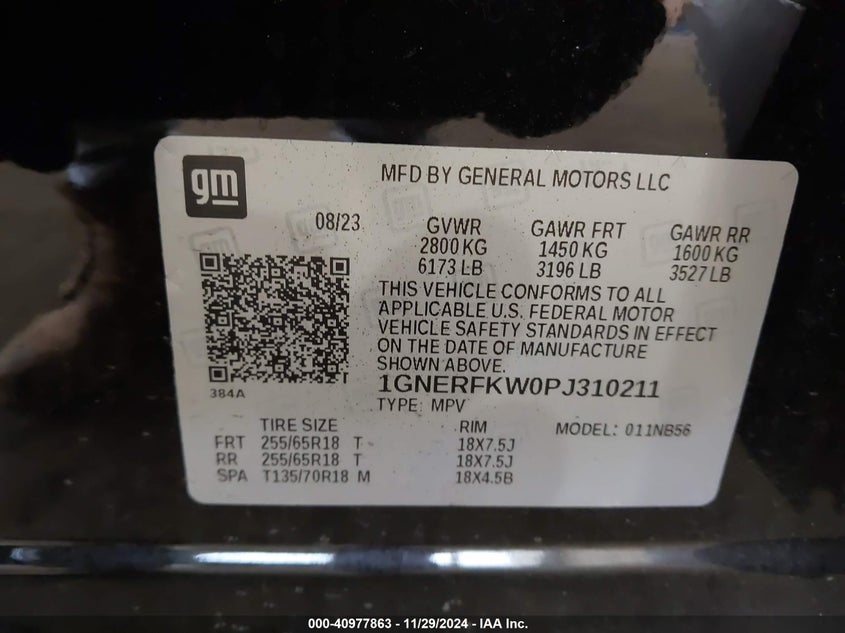 gm
MFD BY GENERAL MOTORS LLC
08/23 GVWR GAWR FRT GAWR RR
2800 KG 1450 KG 1600 KG
6173 LB 3196 LB 3527 LB
THIS VEHICLE CONFORMS TO ALL
APPLICABLE U.S. FEDERAL MOTOR
VEHICLE SAFETY STANDARDS IN EFFECT
ON THE DATE OF MANUFACTURE
SHOWN ABOVE.
384A
1GNERFKW0PJ310211
TYPE: MPV
TIRE SIZE RIM MODEL: 011NB56
FRT 255/65R18 T 18X7.5J
RR 255/65R18 T 18X7.5J
SPA T135/70R18 M 18X4.5B
000-40977863 - 11/29/2024 - IAA Inc.